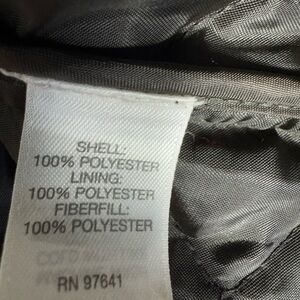 SHELL:
100% POLYESTER
LINING:
100% POLYESTER
FIBERFILL:
100% POLYESTER
RN 97641